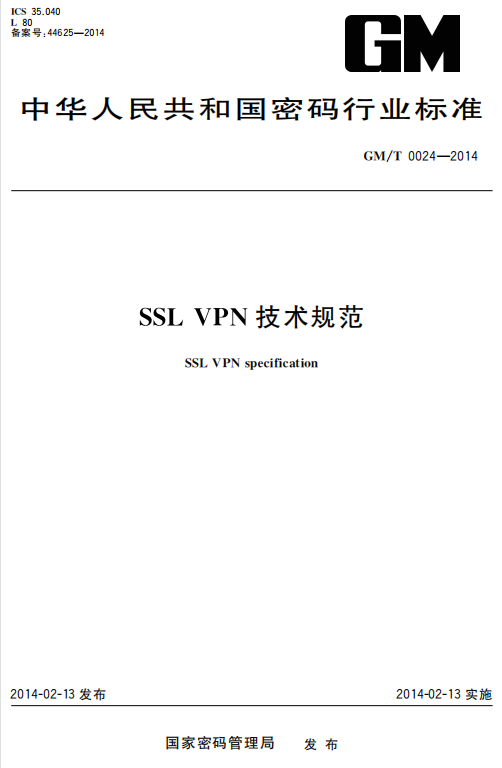 ICS 35.040
L 80
备案号:44625—2014
GM
中华人民共和国密码行业标准
GM/T 0024—2014
SSL VPN 技术规范
SSL VPN specification
2014-02-13 发布
2014-02-13 实施
国家密码管理局 发布